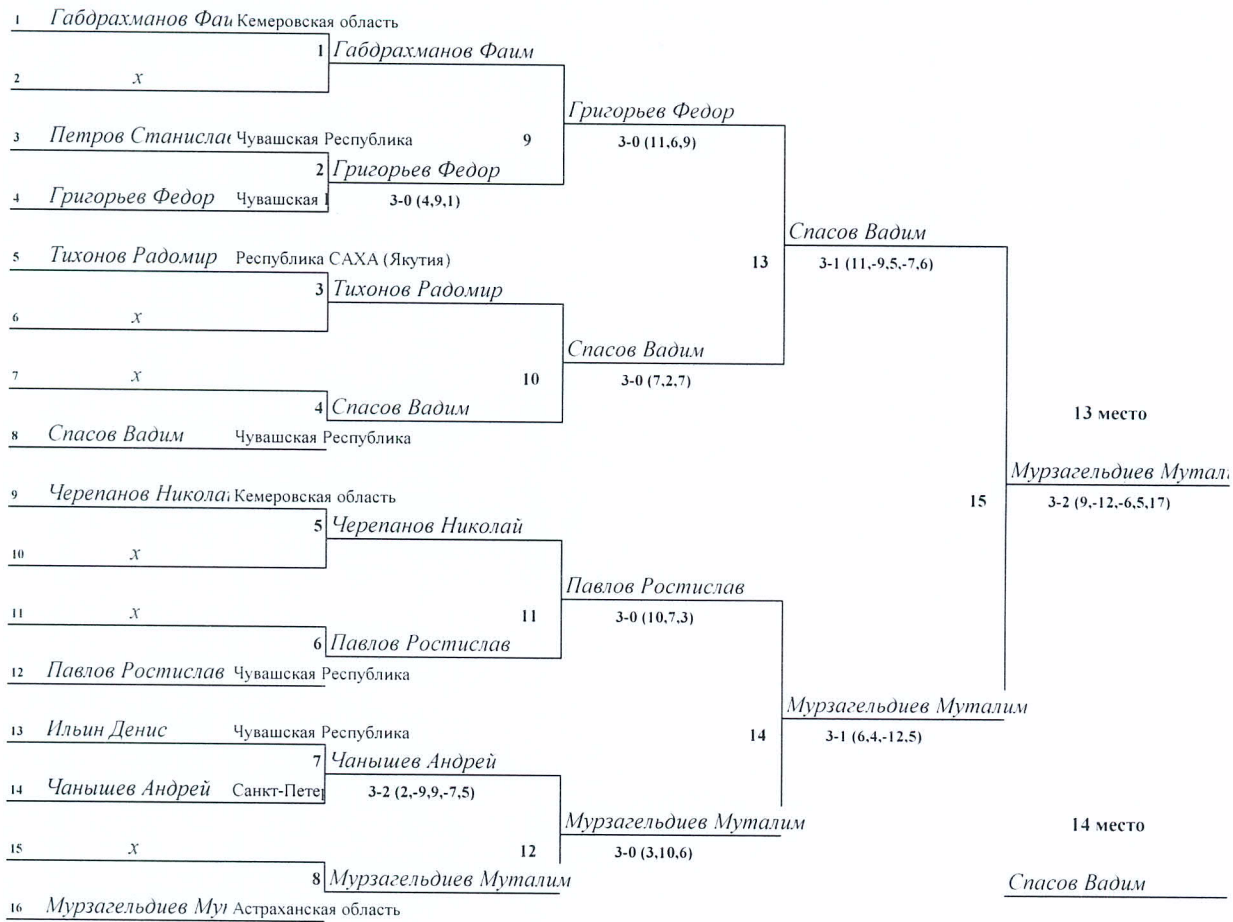 1 Габдрахманов Фаи Кемеровская область
1 Габдрахманов Фаим
2 x
Григорьев Федор
3 Петров Станислав Чувашская Республика
9 3-0 (11,6,9)
2 Григорьев Федор
4 Григорьев Федор Чувашская
3-0 (4,9,1)
Спасов Вадим
5 Тихонов Радомир Республика САХА (Якутия)
13 3-1 (11,-9,5,-7,6)
3 Тихонов Радомир
6 x
Спасов Вадим
7 x
10 3-0 (7,2,7)
4 Спасов Вадим
13 место
8 Спасов Вадим Чувашская Республика
Мурзагельдиев Мутал
9 Черепанов Никола Кемеровская область
15 3-2 (9,-12,-6,5,17)
5 Черепанов Николай
10 x
Павлов Ростислав
11 x
11 3-0 (10,7,3)
6 Павлов Ростислав
12 Павлов Ростислав Чувашская Республика
Мурзагельдиев Муталим
13 Ильин Денис Чувашская Республика
14 3-1 (6,4,-12,5)
7 Чанышев Андрей
14 Чанышев Андрей Санкт-Пете
3-2 (2,-9,9,-7,5)
Мурзагельдиев Муталим
14 место
15 x
12 3-0 (3,10,6)
8 Мурзагельдиев Муталим
Спасов Вадим
16 Мурзагельдиев Му Астраханская область